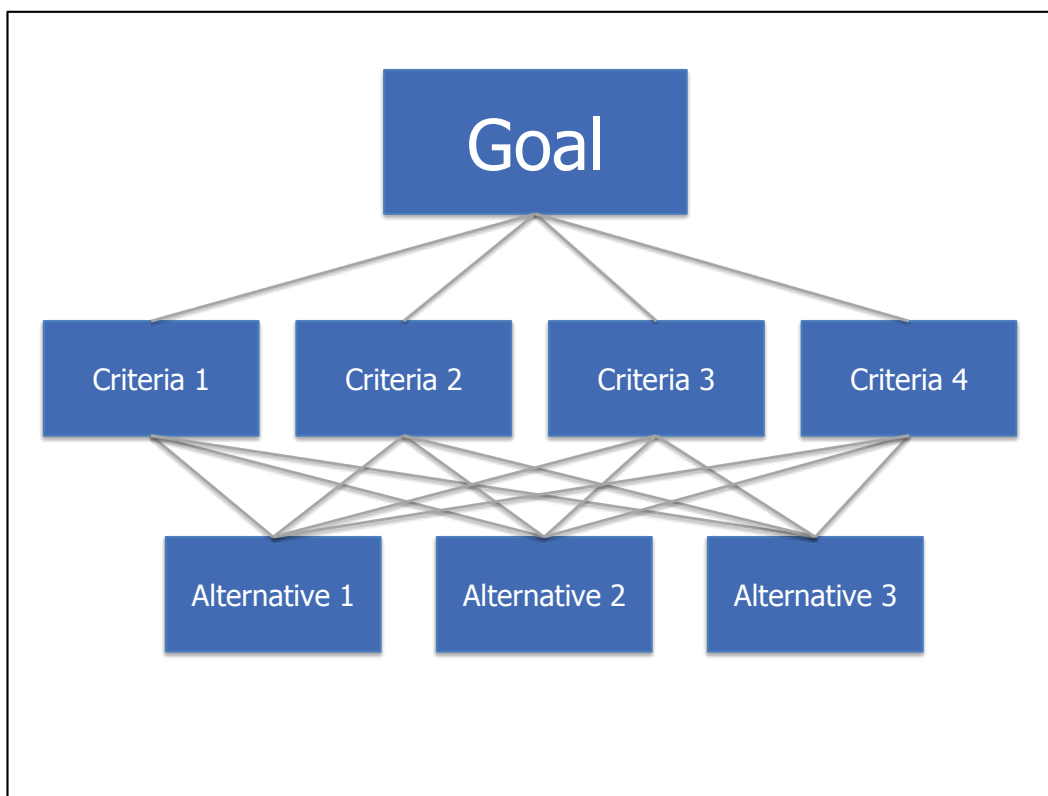 Goal
Criteria 1
Criteria 2
Criteria 3
Criteria 4
Alternative 1
Alternative 2
Alternative 3